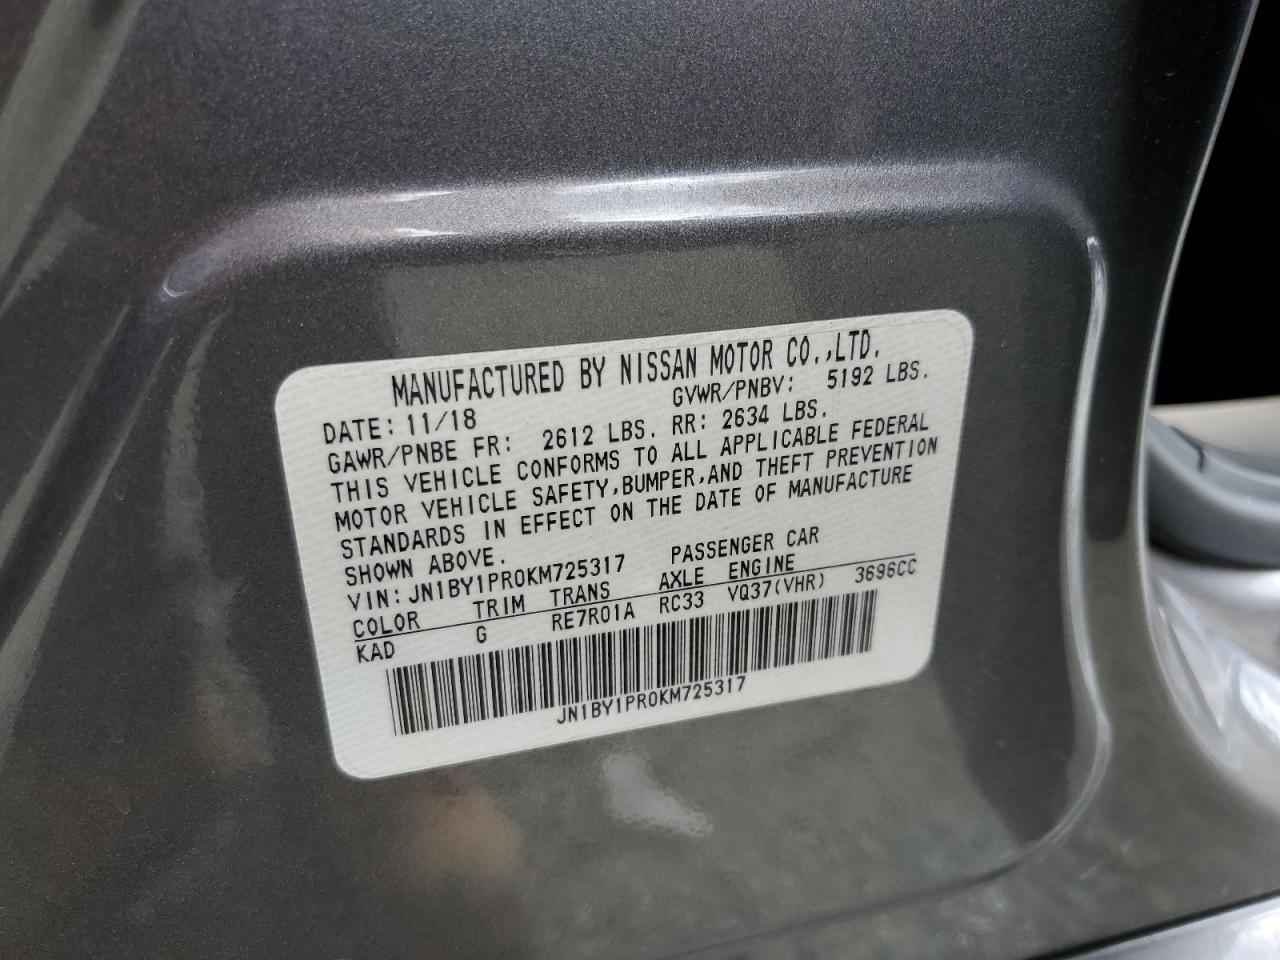 MANUFACTURED BY NISSAN MOTOR CO.,LTD.
DATE: 11/18 GVWR/PNBV: 5192 LBS.
GAWR/PNBE FR: 2612 LBS. RR: 2634 LBS.
THIS VEHICLE CONFORMS TO ALL APPLICABLE FEDERAL
MOTOR VEHICLE SAFETY,BUMPER,AND THEFT PREVENTION
STANDARDS IN EFFECT ON THE DATE OF MANUFACTURE
SHOWN ABOVE.
VIN: JN1BY1PR0KM725317 PASSENGER CAR
COLOR TRIM TRANS AXLE ENGINE
KAD G RE7R01A RC33 VQ37(VHR) 3696CC
JN1BY1PR0KM725317